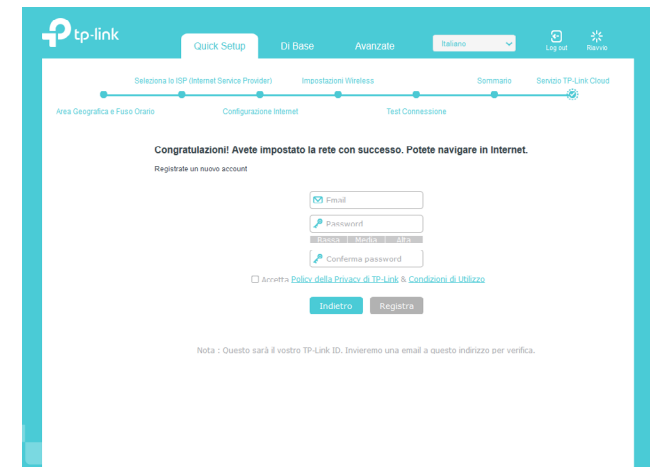 tp-link
Quick Setup Di Base Avanzate Italiano Log out Riavvio
Seleziona lo ISP (Internet Service Provider) Impostazioni Wireless Sommario Servizio TP-Link Cloud
Area Geografica e Fuso Orario Configurazione Internet Test Connessione
Congratulazioni! Avete impostato la rete con successo. Potete navigare in Internet.
Registrate un nuovo account
Email
Password
Bassa Media Alta
Conferma password
Accetta Policy della Privacy di TP-Link & Condizioni di Utilizzo
Indietro Registra
Nota : Questo sarà il vostro TP-Link ID. Invieremo una email a questo indirizzo per verifica.